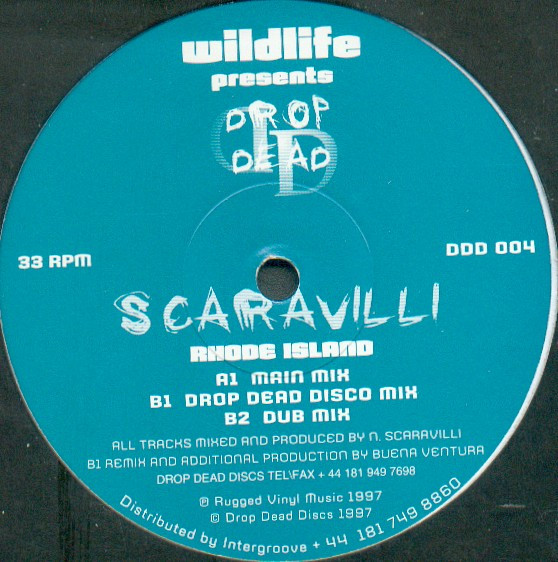 wildlife
presents
DROP
DEAD
DD
33 RPM
DDD 004
SCARAVILLI
RHODE ISLAND
A1 MAIN MIX
B1 DROP DEAD DISCO MIX
B2 DUB MIX
ALL TRACKS MIXED AND PRODUCED BY N. SCARAVILLI
B1 REMIX AND ADDITIONAL PRODUCTION BY BUENA VENTURA
DROP DEAD DISCS TEL\FAX + 44 181 949 7698
℗ Rugged Vinyl Music 1997
© Drop Dead Discs 1997
Distributed by Intergroove + 44 181 749 8860